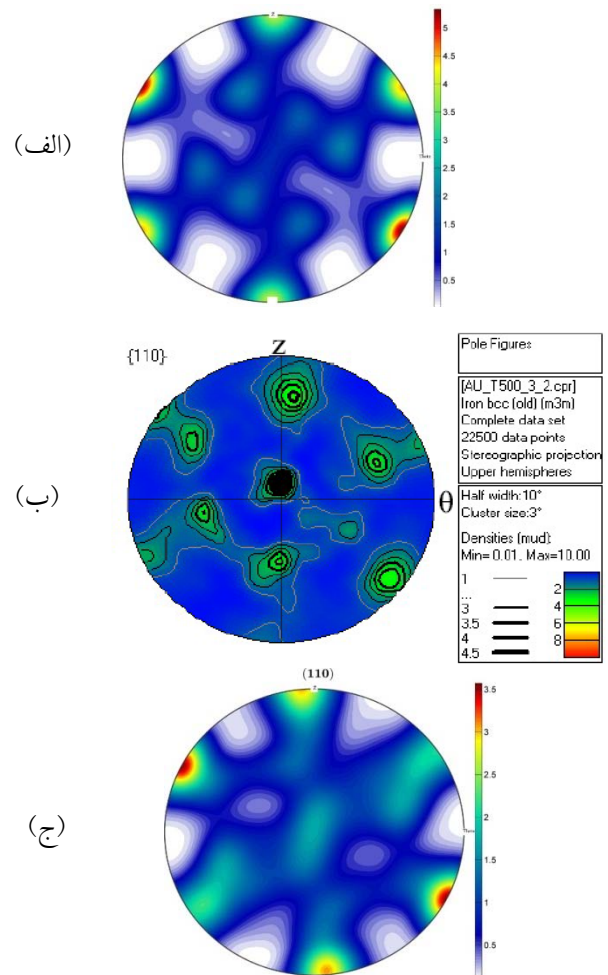 z
Theta
5
4.5
4
3.5
3
2.5
2
1.5
1
0.5
(الف)
{110}
Z
θ
Pole Figures
[AU_T500_3_2.cpr]
Iron bcc (old) (m3m)
Complete data set
22500 data points
Stereographic projection
Upper hemispheres
Half width:10°
Cluster size:3°
Densities (mud):
Min= 0.01, Max=10.00
1
...
3
3.5
4
4.5
2
4
6
8
(ب)
(110)
z
Theta
3.5
3
2.5
2
1.5
1
0.5
(ج)